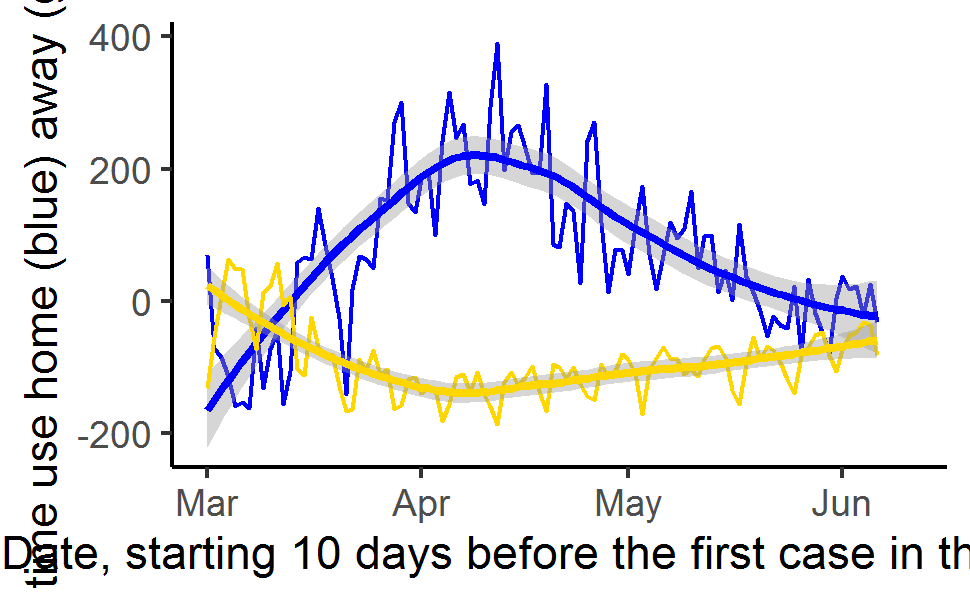 time use home (blue) away (g
400
200
0
-200
Mar Apr May Jun
Date, starting 10 days before the first case in th